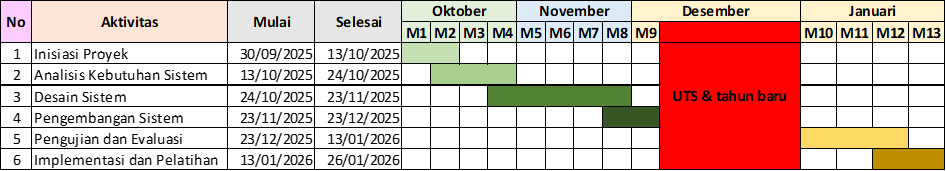 No Aktivitas Mulai Selesai Oktober November Desember Januari
M1 M2 M3 M4 M5 M6 M7 M8 M9 M10 M11 M12 M13
1 Inisiasi Proyek 30/09/2025 13/10/2025
2 Analisis Kebutuhan Sistem 13/10/2025 24/10/2025
3 Desain Sistem 24/10/2025 23/11/2025 UTS & tahun baru
4 Pengembangan Sistem 23/11/2025 23/12/2025
5 Pengujian dan Evaluasi 23/12/2025 13/01/2026
6 Implementasi dan Pelatihan 13/01/2026 26/01/2026